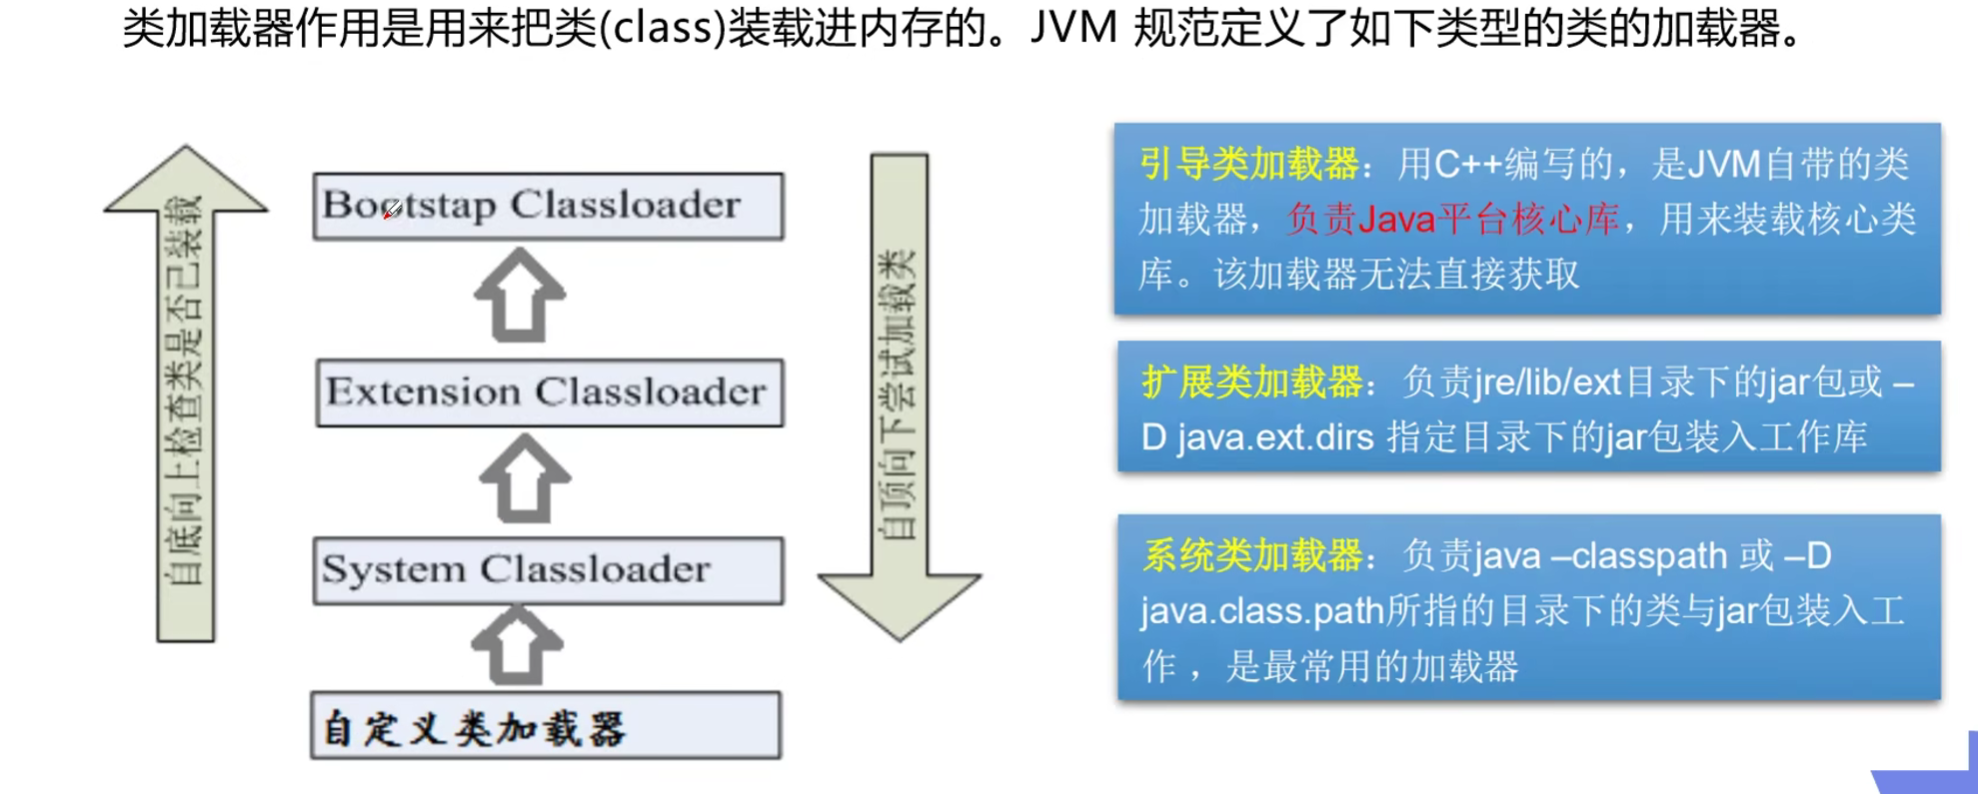 类加载器作用是用来把类(class)装载进内存的。JVM 规范定义了如下类型的类的加载器。
自底向上检查类是否已装载
Bootstap Classloader
Extension Classloader
System Classloader
自定义类加载器
自顶向下尝试加载类
引导类加载器：用C++编写的，是JVM自带的类
加载器，负责Java平台核心库，用来装载核心类
库。该加载器无法直接获取
扩展类加载器：负责jre/lib/ext目录下的jar包或 –
D java.ext.dirs 指定目录下的jar包装入工作库
系统类加载器：负责java –classpath 或 –D
java.class.path所指的目录下的类与jar包装入工
作 ，是最常用的加载器